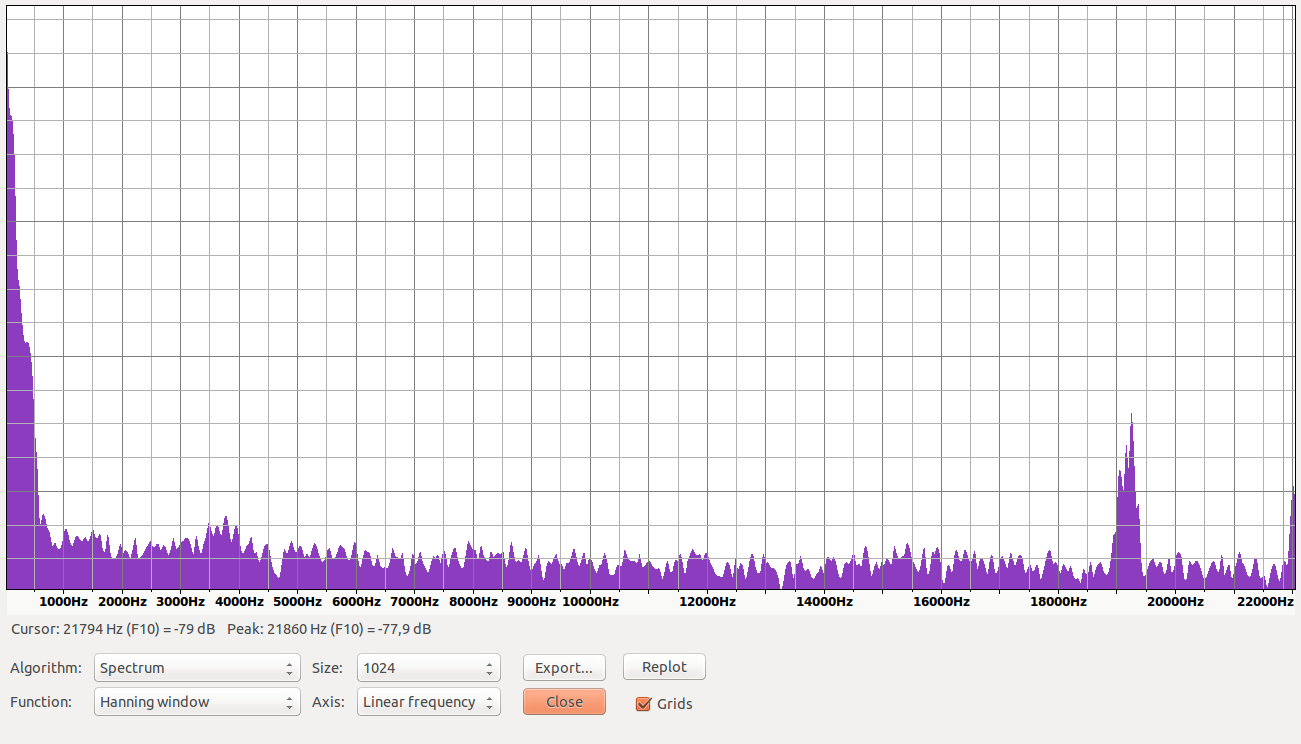 1000Hz 2000Hz 3000Hz 4000Hz 5000Hz 6000Hz 7000Hz 8000Hz 9000Hz 10000Hz 12000Hz 14000Hz 16000Hz 18000Hz 20000Hz 22000Hz
Cursor: 21794 Hz (F10) = -79 dB Peak: 21860 Hz (F10) = -77,9 dB
Algorithm: Spectrum Size: 1024 Export... Replot
Function: Hanning window Axis: Linear frequency Close Grids